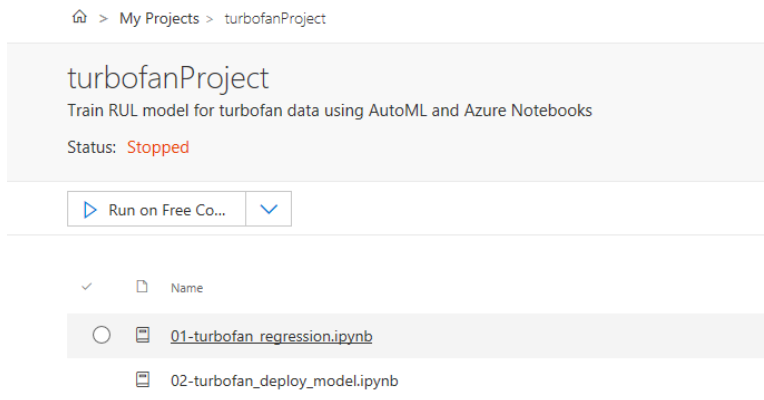 > My Projects > turbofanProject
turbofanProject
Train RUL model for turbofan data using AutoML and Azure Notebooks
Status: Stopped
Run on Free Co...
Name
01-turbofan_regression.ipynb
02-turbofan_deploy_model.ipynb